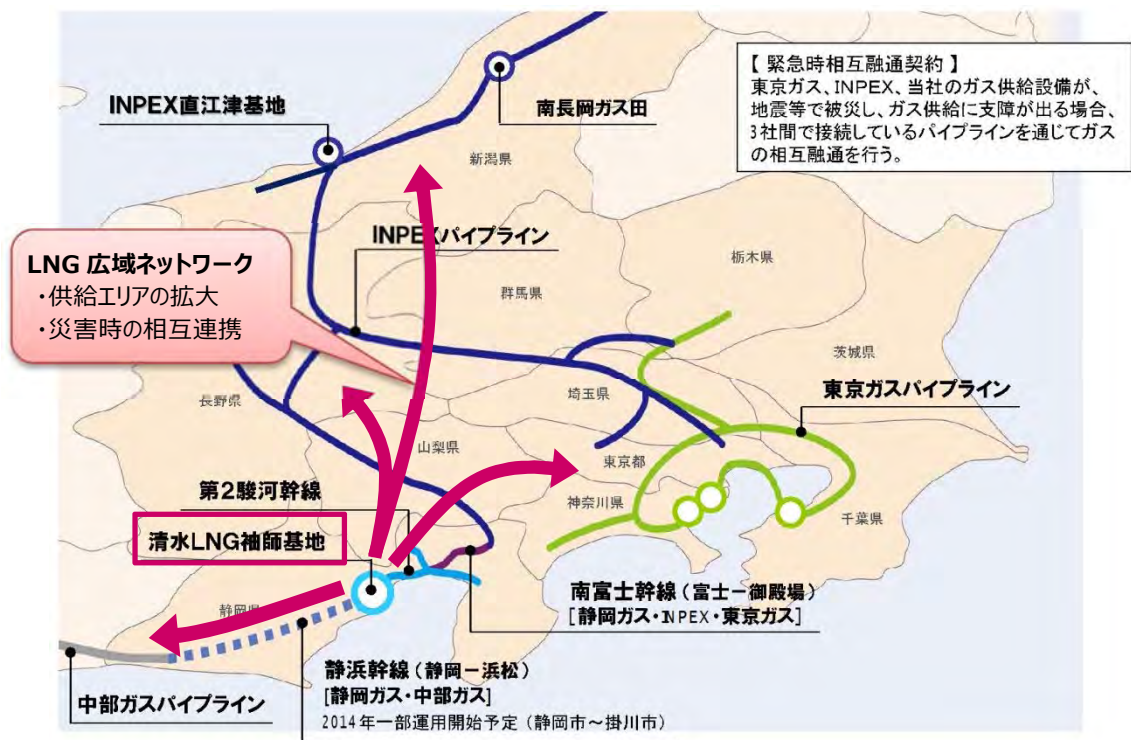 【 緊急時相互融通契約 】
東京ガス、INPEX、当社のガス供給設備が、
地震等で被災し、ガス供給に支障が出る場合、
3社間で接続しているパイプラインを通じてガス
の相互融通を行う。
INPEX直江津基地
南長岡ガス田
新潟県
INPEXパイプライン
栃木県
群馬県
LNG 広域ネットワーク
・供給エリアの拡大
・災害時の相互連携
茨城県
長野県
埼玉県
東京ガスパイプライン
山梨県
東京都
第2駿河幹線
神奈川県
千葉県
清水LNG袖師基地
静岡県
南富士幹線（富士－御殿場）
[静岡ガス・INPEX・東京ガス]
静浜幹線（静岡－浜松）
[静岡ガス・中部ガス]
2014年一部運用開始予定（静岡市～掛川市）
中部ガスパイプライン